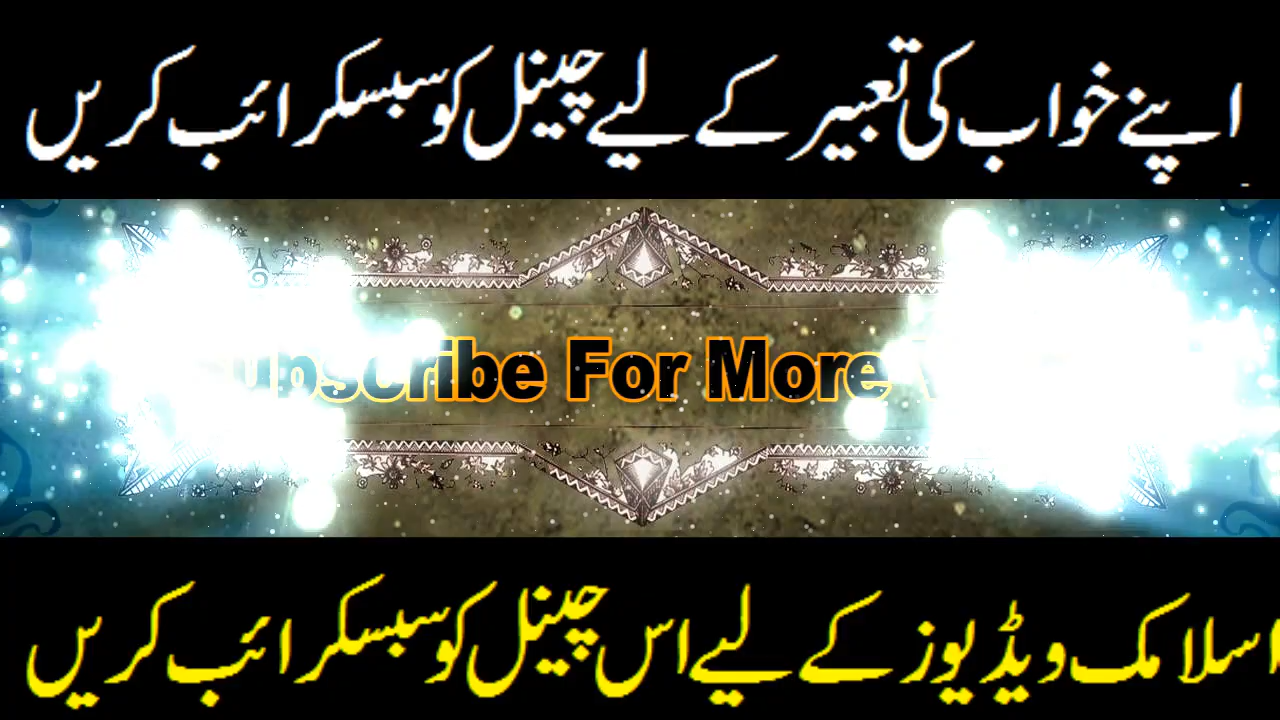 اپنے خواب کی تعبیر کے لیے چینل کو سبسکرائب کریں
Subscribe For More
اسلامک ویڈیوز کے لیے اس چینل کو سبسکرائب کریں